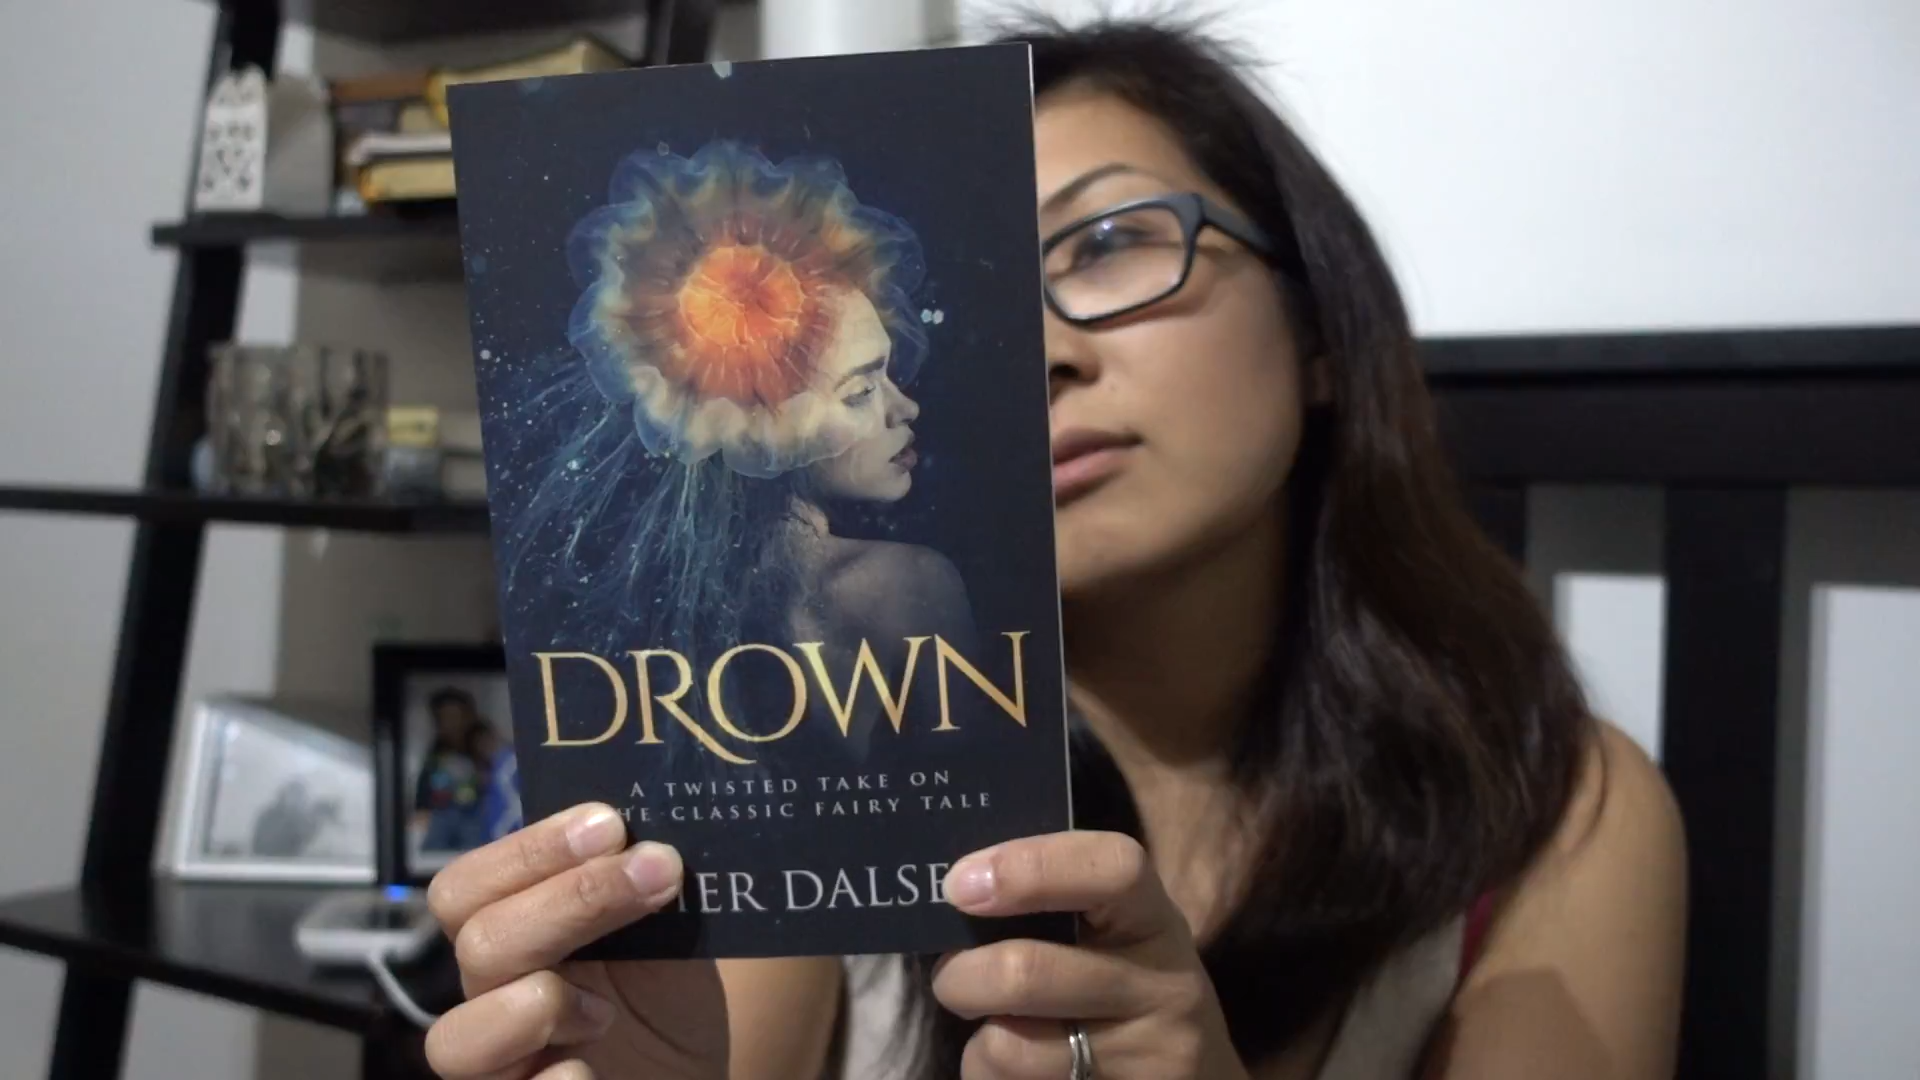 DROWN
A TWISTED TAKE ON
HE CLASSIC FAIRY TALE
HER DALSE